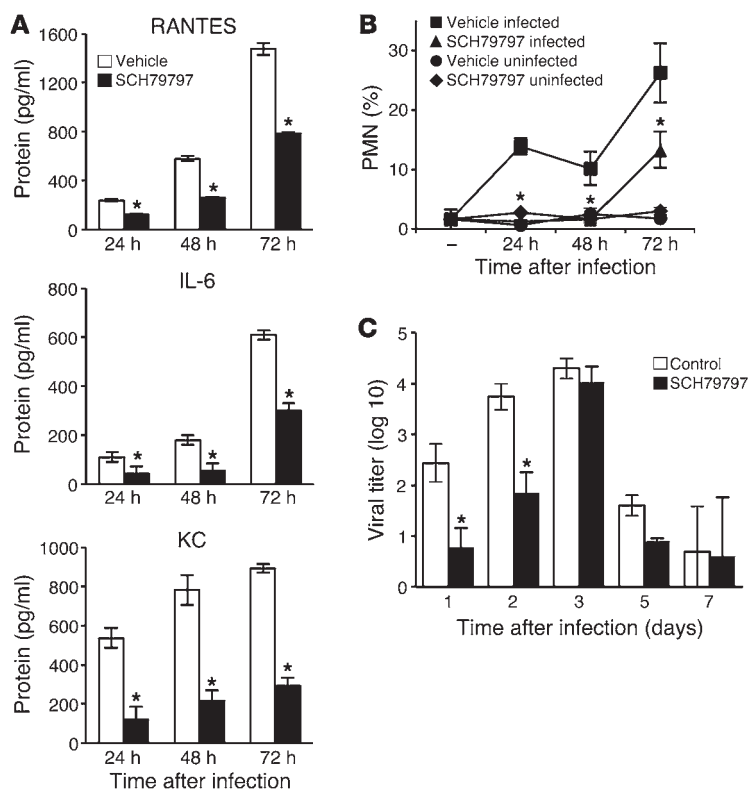 A
RANTES
1600
1200
800
400
0
Protein (pg/ml)
Vehicle
SCH79797
*
*
*
24 h 48 h 72 h
IL-6
800
600
400
200
0
Protein (pg/ml)
*
*
*
24 h 48 h 72 h
KC
1000
800
600
400
200
0
Protein (pg/ml)
*
*
*
24 h 48 h 72 h
Time after infection
B
Vehicle infected
SCH79797 infected
Vehicle uninfected
SCH79797 uninfected
30
20
10
0
PMN (%)
*
*
*
– 24 h 48 h 72 h
Time after infection
C
5
4
3
2
1
0
Viral titer (log 10)
Control
SCH79797
*
*
1 2 3 5 7
Time after infection (days)